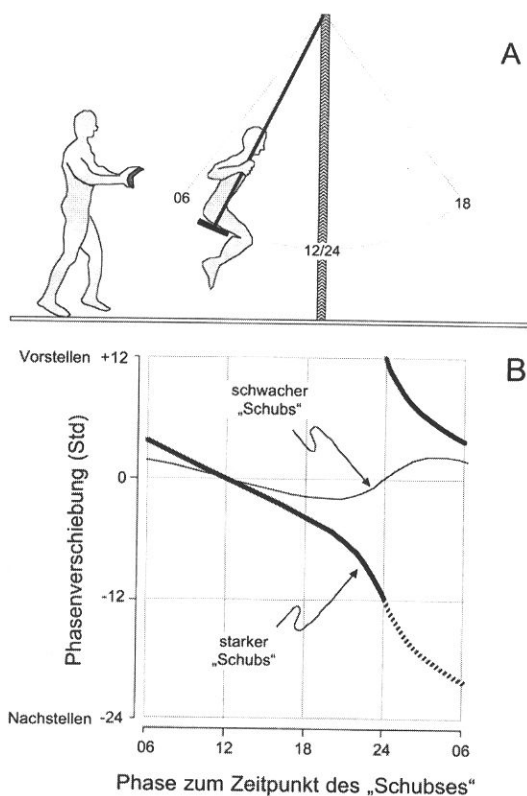 A
06
18
12/24
B
Vorstellen +12
schwacher
„Schubs“
0
Phasenverschiebung (Std)
-12
starker
„Schubs“
Nachstellen -24
06 12 18 24 06
Phase zum Zeitpunkt des „Schubses“